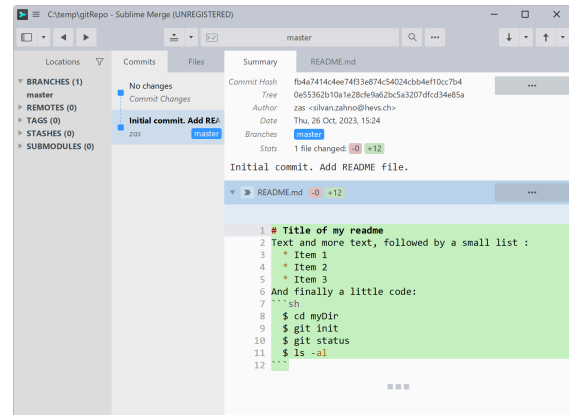 C:\temp\gitRepo - Sublime Merge (UNREGISTERED)
master
Locations
Commits
Files
Summary
README.md
BRANCHES (1)
master
REMOTES (0)
TAGS (0)
STASHES (0)
SUBMODULES (0)
No changes
Commit Changes
Initial commit. Add REA
zas
master
Commit Hash fb4a7414c4ee74f33e874c54024cbb4ef10cc7b4
Tree 0e55362b10a1e28cfe9a62bc5a3207dfcd34e85a
Author zas <silvan.zahno@hevs.ch>
Date Thu, 26 Oct, 2023, 15:24
Branches master
Stats 1 file changed: -0 +12
Initial commit. Add README file.
README.md -0 +12
1 # Title of my readme
2 Text and more text, followed by a small list :
3 * Item 1
4 * Item 2
5 * Item 3
6 And finally a little code:
7 ```sh
8 $ cd myDir
9 $ git init
10 $ git status
11 $ ls -al
12 ```